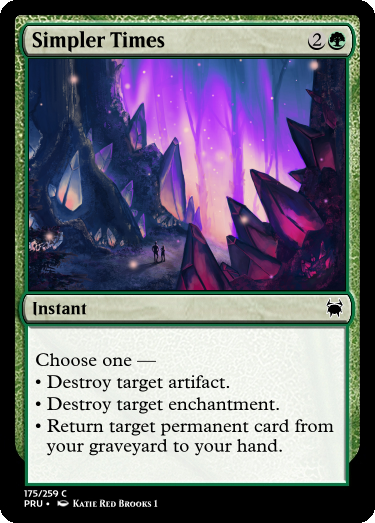 Simpler Times 2
Instant
Choose one —
• Destroy target artifact.
• Destroy target enchantment.
• Return target permanent card from
your graveyard to your hand.
175/259 C
PRU • Katie Red Brooks 1